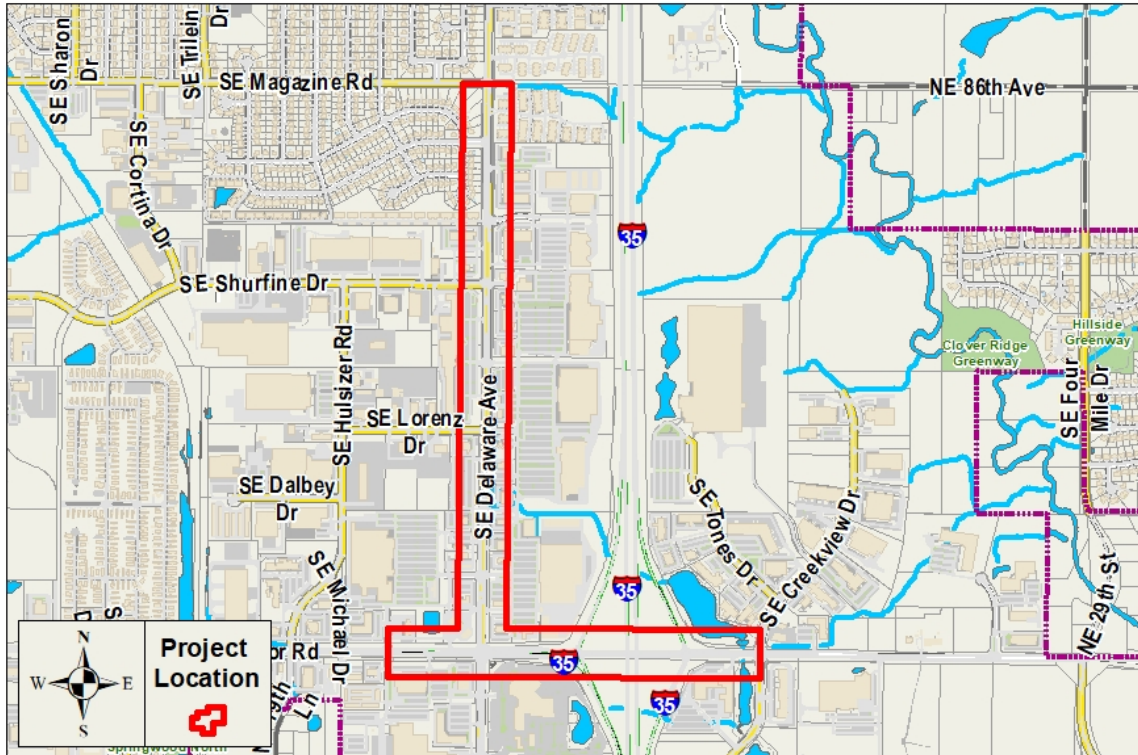 SE Sharon
Dr
SE Trilein
Dr
SE Magazine Rd
NE 86th Ave
SE Cortina Dr
35
SE Shurfine Dr
SE Hulsizer Rd
Clover Ridge
Greenway
Hillside
Greenway
SE Four
Mile Dr
SE Lorenz
Dr
SE Delaware Ave
SE Dalbey
Dr
SE Tones Dr
SE Creekview Dr
SE Michael Dr
35
NE 29th St
35
35
Rd
Ln
N
W
E
S
Project
Location